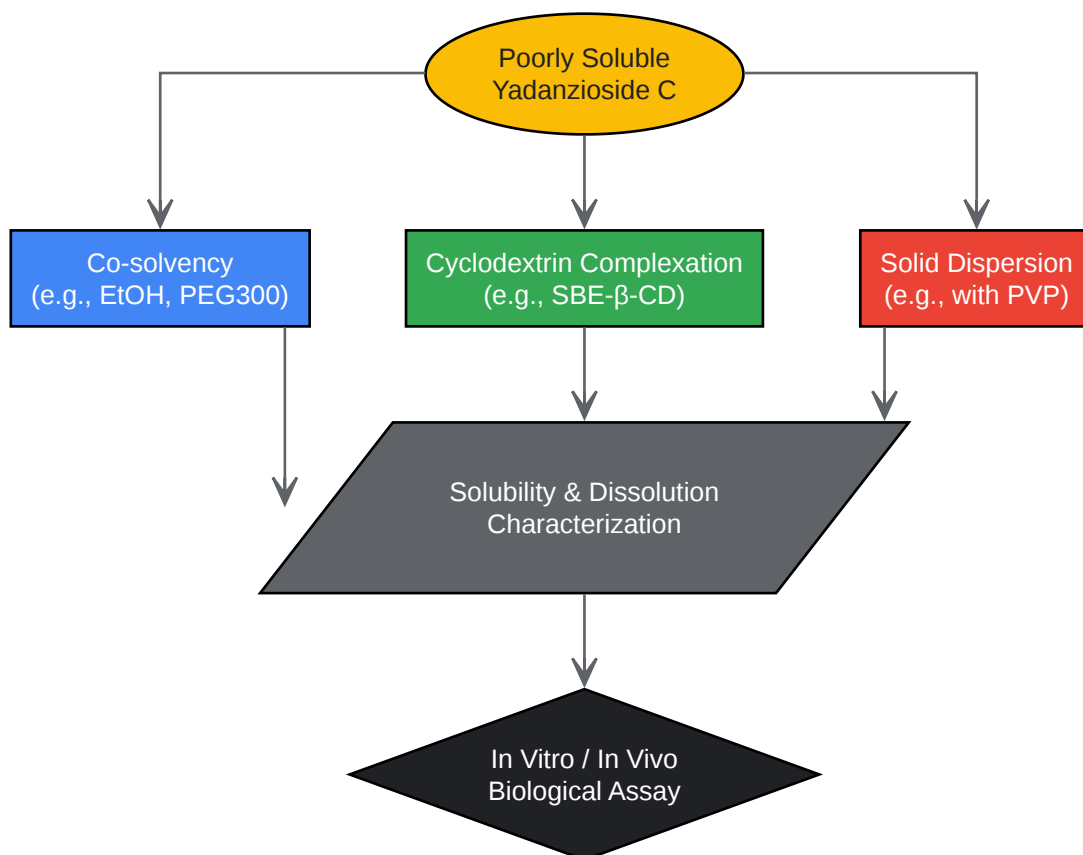 Poorly Soluble
Yadanzioside C
Co-solvency
(e.g., EtOH, PEG300)
Cyclodextrin Complexation
(e.g., SBE-β-CD)
Solid Dispersion
(e.g., with PVP)
Solubility & Dissolution
Characterization
In Vitro / In Vivo
Biological Assay